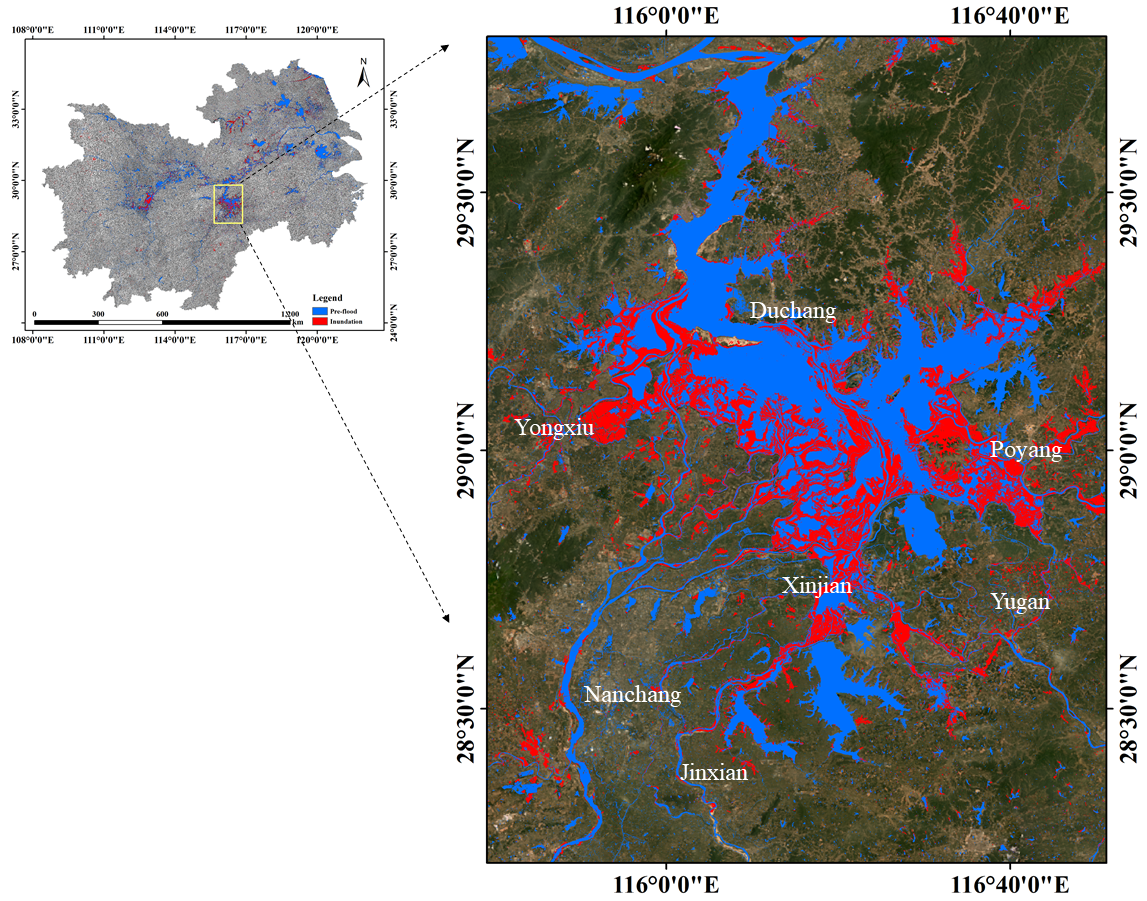 116°0'0"E 116°40'0"E
108°0'0"E 111°0'0"E 114°0'0"E 117°0'0"E 120°0'0"E
N
33°0'0"N 33°0'0"N
30°0'0"N 30°0'0"N
27°0'0"N 27°0'0"N
24°0'0"N
Legend
Pre-flood
Inundation
0 300 600 1200
km
108°0'0"E 111°0'0"E 114°0'0"E 117°0'0"E 120°0'0"E
29°30'0"N 29°30'0"N
Duchang
Yongxiu
Poyang
29°0'0"N 29°0'0"N
Xinjian
Yugan
Nanchang
28°30'0"N 28°30'0"N
Jinxian
116°0'0"E 116°40'0"E